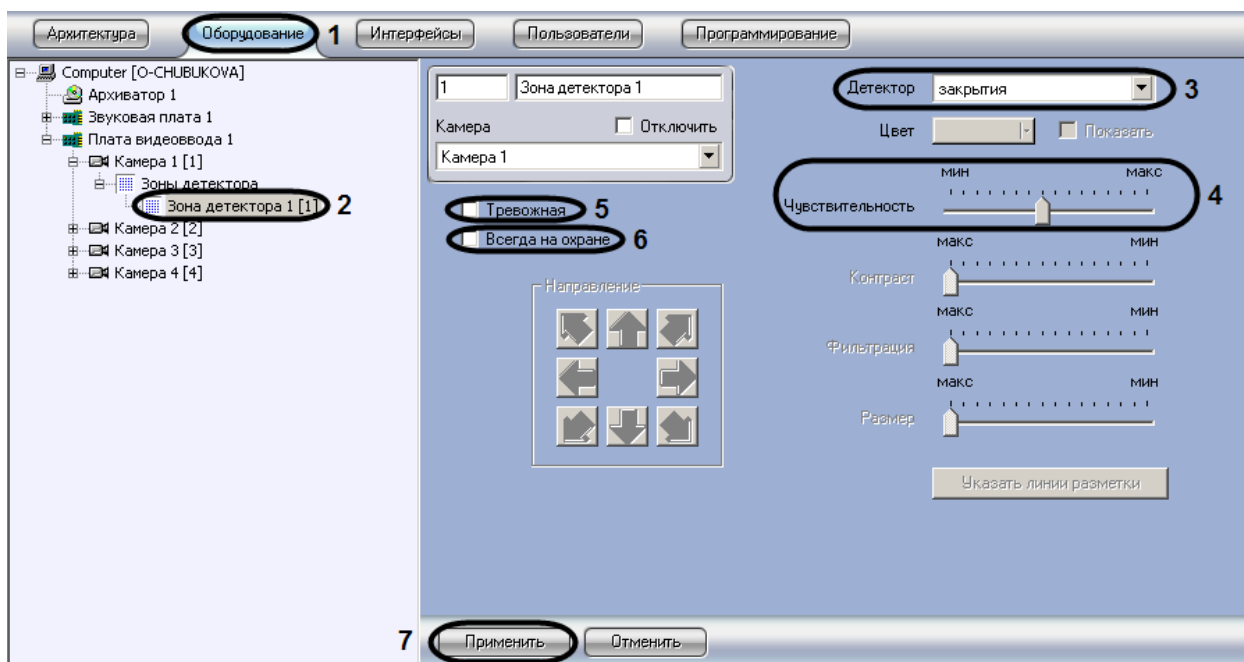 Архитектура
Оборудование
1
Интерфейсы
Пользователи
Программирование
Computer [O-CHUBUKOVA]
Архиватор 1
Звуковая плата 1
Плата видеоввода 1
Камера 1 [1]
Зоны детектора
Зона детектора 1 [1]
2
Камера 2 [2]
Камера 3 [3]
Камера 4 [4]
1
Зона детектора 1
Камера
Отключить
Камера 1
Тревожная
5
Всегда на охране
6
Направление
Детектор
закрытия
3
Цвет
Показать
мин
макс
Чувствительность
4
макс
мин
Контраст
макс
мин
Фильтрация
макс
мин
Размер
Указать линии разметки
7
Применить
Отменить